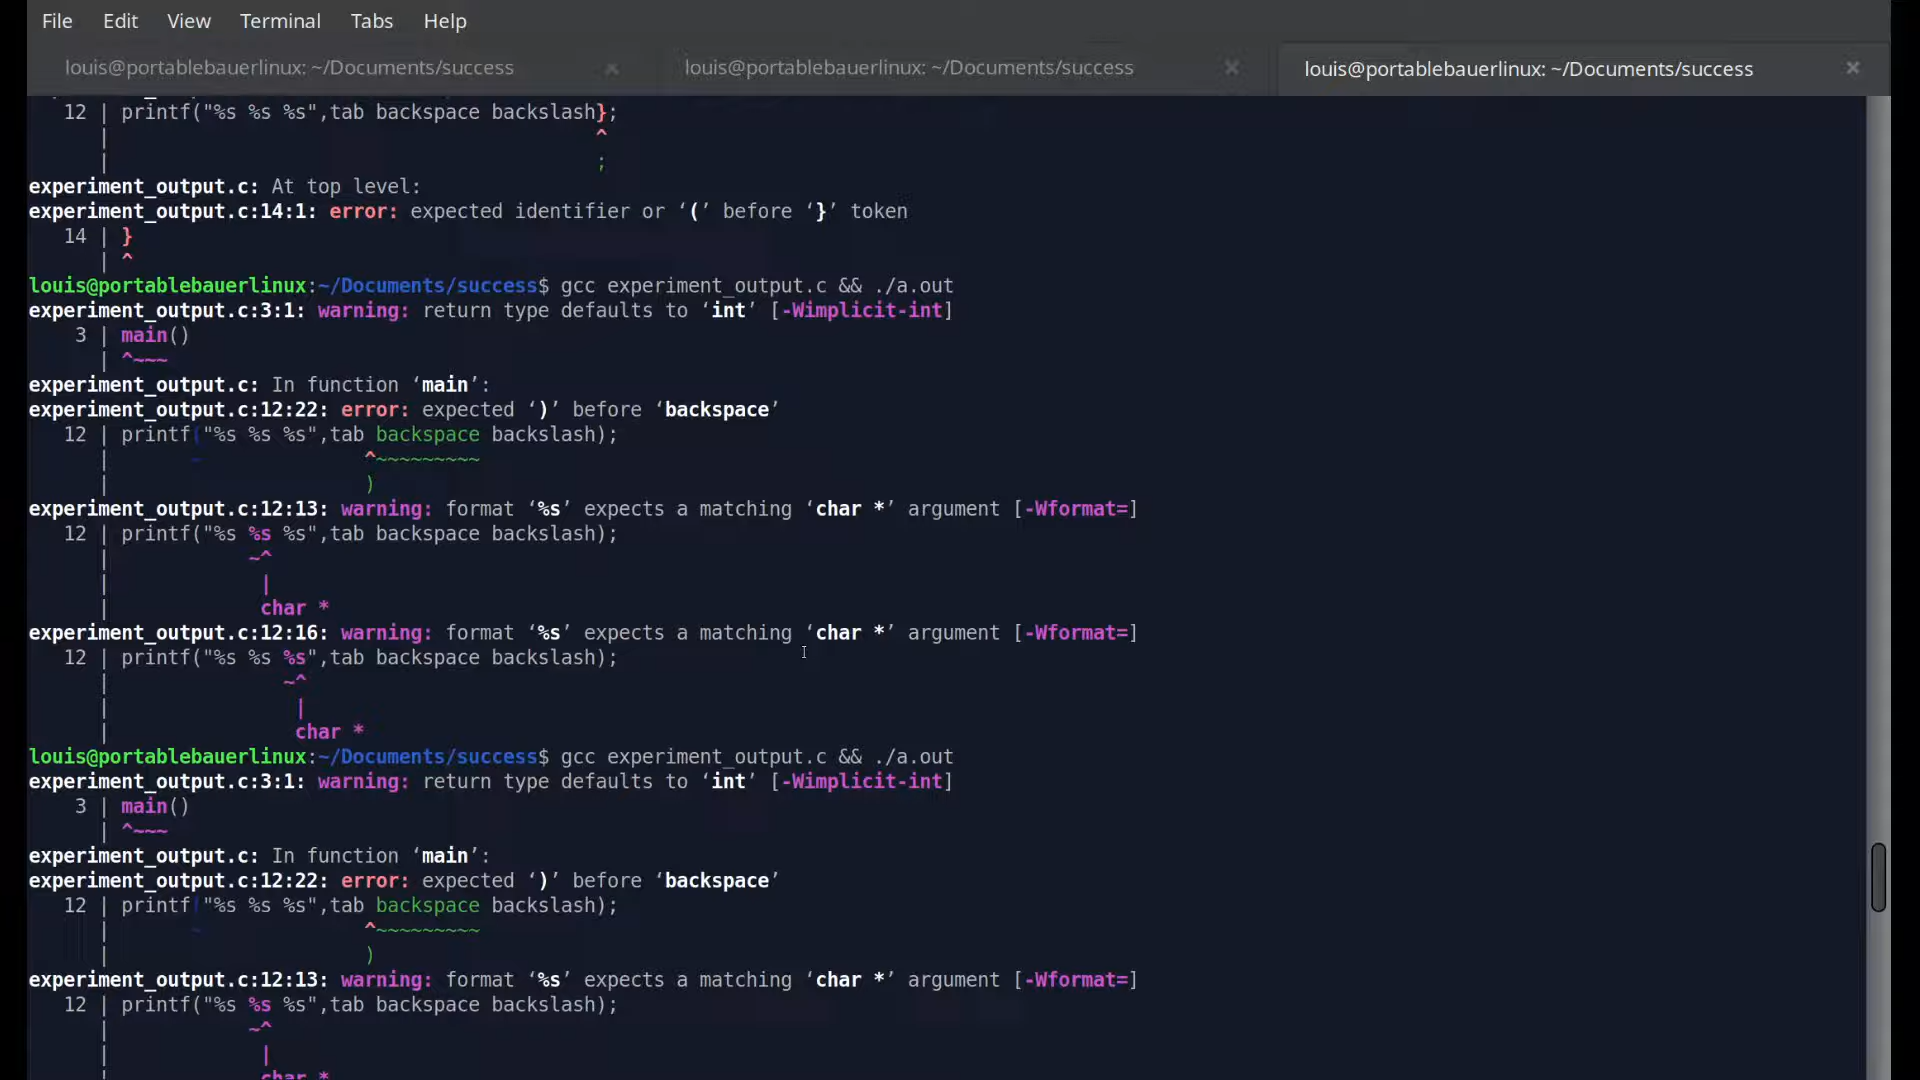 File Edit View Terminal Tabs Help
louis@portablebauerlinux: ~/Documents/success × louis@portablebauerlinux: ~/Documents/success × louis@portablebauerlinux: ~/Documents/success ×
12 | printf("%s %s %s",tab backspace backslash};
| ^
| ;
experiment_output.c: At top level:
experiment_output.c:14:1: error: expected identifier or ‘(’ before ‘}’ token
14 | }
| ^
louis@portablebauerlinux:~/Documents/success$ gcc experiment_output.c && ./a.out
experiment_output.c:3:1: warning: return type defaults to ‘int’ [-Wimplicit-int]
3 | main()
| ^~~~
experiment_output.c: In function ‘main’:
experiment_output.c:12:22: error: expected ‘)’ before ‘backspace’
12 | printf("%s %s %s",tab backspace backslash);
| ~ ^~~~~~~~~~
| )
experiment_output.c:12:13: warning: format ‘%s’ expects a matching ‘char *’ argument [-Wformat=]
12 | printf("%s %s %s",tab backspace backslash);
| ~^
| |
| char *
experiment_output.c:12:16: warning: format ‘%s’ expects a matching ‘char *’ argument [-Wformat=]
12 | printf("%s %s %s",tab backspace backslash);
| ~^
| |
| char *
louis@portablebauerlinux:~/Documents/success$ gcc experiment_output.c && ./a.out
experiment_output.c:3:1: warning: return type defaults to ‘int’ [-Wimplicit-int]
3 | main()
| ^~~~
experiment_output.c: In function ‘main’:
experiment_output.c:12:22: error: expected ‘)’ before ‘backspace’
12 | printf("%s %s %s",tab backspace backslash);
| ~ ^~~~~~~~~~
| )
experiment_output.c:12:13: warning: format ‘%s’ expects a matching ‘char *’ argument [-Wformat=]
12 | printf("%s %s %s",tab backspace backslash);
| ~^
| |
char *